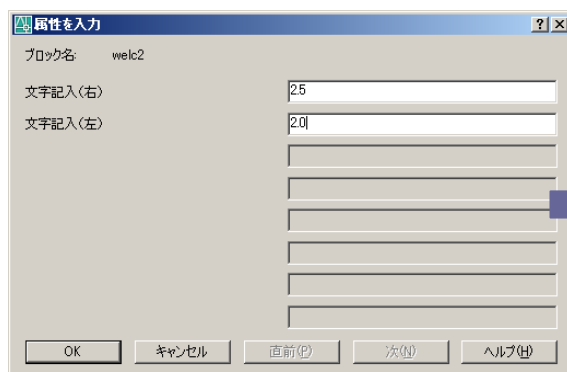 属性を入力
ブロック名: welc2
文字記入(右) 2.5
文字記入(左) 2.0
OK キャンセル 直前(P) 次(N) ヘルプ(H)